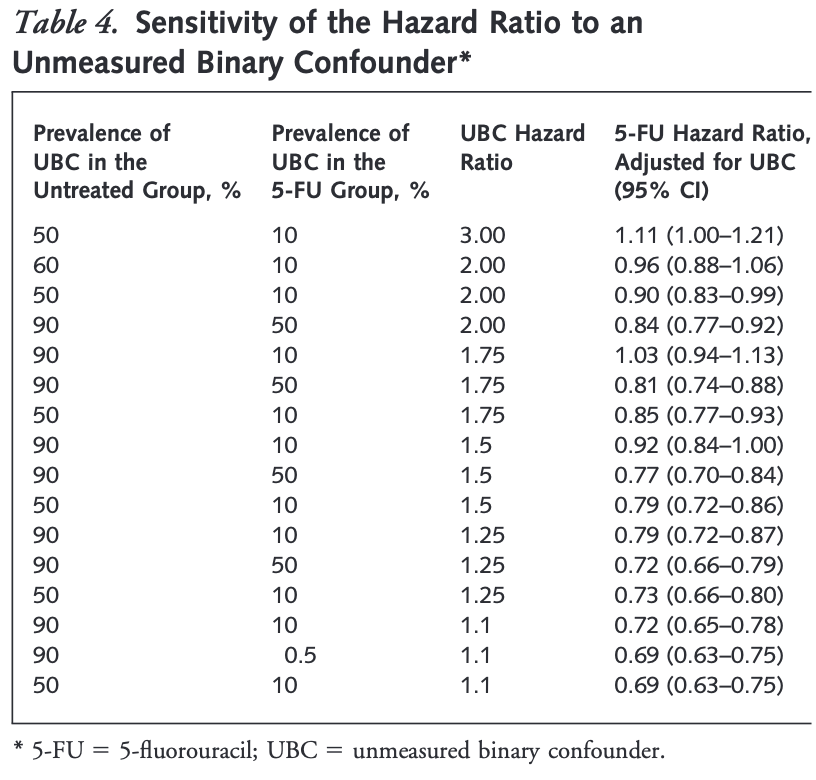 Table 4. Sensitivity of the Hazard Ratio to an
Unmeasured Binary Confounder*
Prevalence of UBC in the Untreated Group, % Prevalence of UBC in the 5-FU Group, % UBC Hazard Ratio 5-FU Hazard Ratio, Adjusted for UBC (95% CI)
50 10 3.00 1.11 (1.00–1.21)
60 10 2.00 0.96 (0.88–1.06)
50 10 2.00 0.90 (0.83–0.99)
90 50 2.00 0.84 (0.77–0.92)
90 10 1.75 1.03 (0.94–1.13)
90 50 1.75 0.81 (0.74–0.88)
50 10 1.75 0.85 (0.77–0.93)
90 10 1.5 0.92 (0.84–1.00)
90 50 1.5 0.77 (0.70–0.84)
50 10 1.5 0.79 (0.72–0.86)
90 10 1.25 0.79 (0.72–0.87)
90 50 1.25 0.72 (0.66–0.79)
50 10 1.25 0.73 (0.66–0.80)
90 10 1.1 0.72 (0.65–0.78)
90 0.5 1.1 0.69 (0.63–0.75)
50 10 1.1 0.69 (0.63–0.75)
* 5-FU = 5-fluorouracil; UBC = unmeasured binary confounder.